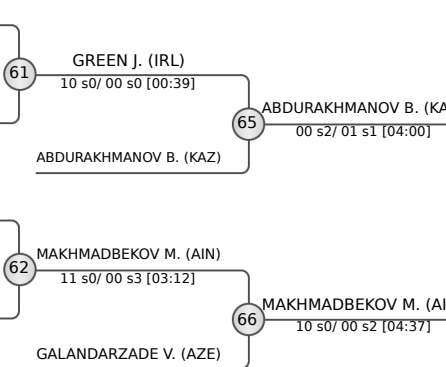 61
GREEN J. (IRL)
10 s0/ 00 s0 [00:39]
65
ABDURAKHMANOV B. (KA
00 s2/ 01 s1 [04:00]
ABDURAKHMANOV B. (KAZ)
62
MAKHMADBEKOV M. (AIN)
11 s0/ 00 s3 [03:12]
66
MAKHMADBEKOV M. (AI
10 s0/ 00 s2 [04:37]
GALANDARZADE V. (AZE)